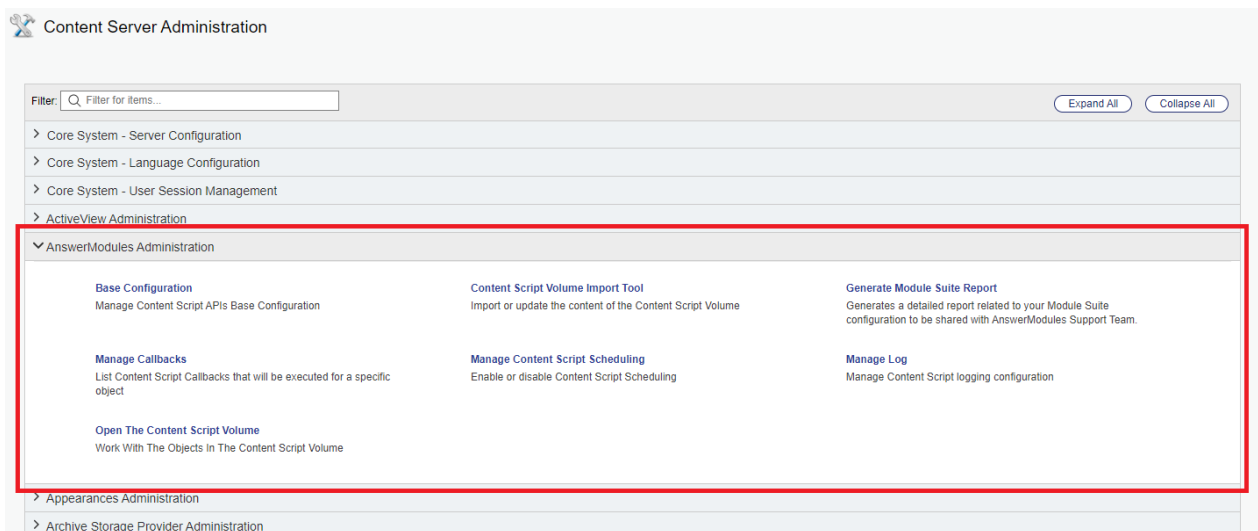 Content Server Administration
Filter: Filter for items...
Expand All Collapse All
Core System - Server Configuration
Core System - Language Configuration
Core System - User Session Management
ActiveView Administration
AnswerModules Administration
Base Configuration
Manage Content Script APIs Base Configuration
Content Script Volume Import Tool
Import or update the content of the Content Script Volume
Generate Module Suite Report
Generates a detailed report related to your Module Suite
configuration to be shared with AnswerModules Support Team.
Manage Callbacks
List Content Script Callbacks that will be executed for a specific
object
Manage Content Script Scheduling
Enable or disable Content Script Scheduling
Manage Log
Manage Content Script logging configuration
Open The Content Script Volume
Work With The Objects In The Content Script Volume
Appearances Administration
Archive Storage Provider Administration